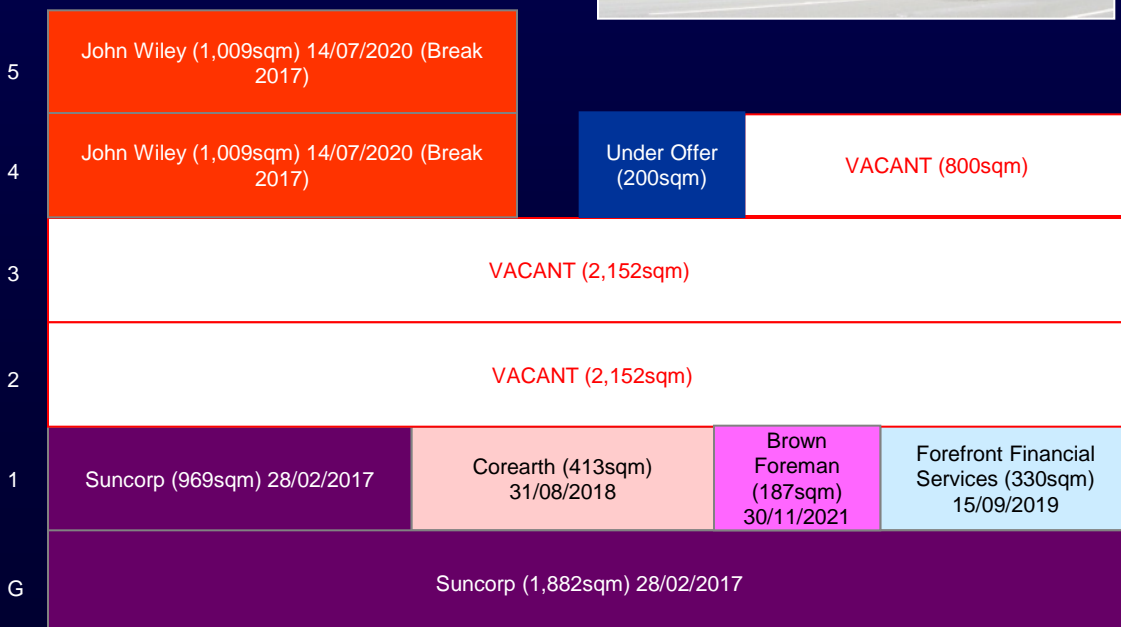 5
John Wiley (1,009sqm) 14/07/2020 (Break
2017)
4
John Wiley (1,009sqm) 14/07/2020 (Break
2017)
Under Offer
(200sqm)
VACANT (800sqm)
3
VACANT (2,152sqm)
2
VACANT (2,152sqm)
1
Suncorp (969sqm) 28/02/2017
Corearth (413sqm)
31/08/2018
Brown
Foreman
(187sqm)
30/11/2021
Forefront Financial
Services (330sqm)
15/09/2019
G
Suncorp (1,882sqm) 28/02/2017